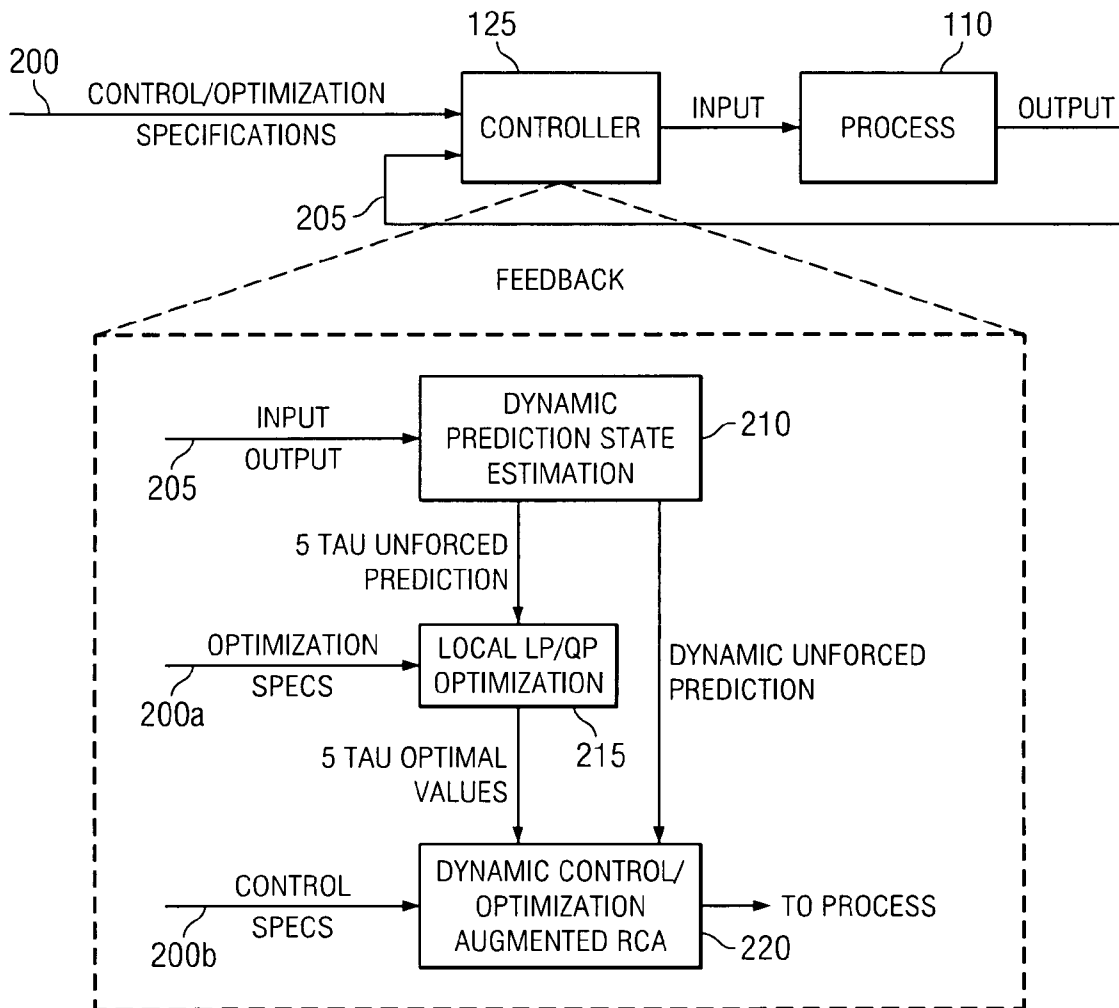 125
110
200
CONTROL/OPTIMIZATION
SPECIFICATIONS
CONTROLLER
INPUT
PROCESS
OUTPUT
205
FEEDBACK
INPUT
OUTPUT
205
DYNAMIC
PREDICTION STATE
ESTIMATION
210
5 TAU UNFORCED
PREDICTION
OPTIMIZATION
SPECS
200a
LOCAL LP/QP
OPTIMIZATION
215
DYNAMIC UNFORCED
PREDICTION
5 TAU OPTIMAL
VALUES
CONTROL
SPECS
200b
DYNAMIC CONTROL/
OPTIMIZATION
AUGMENTED RCA
220
TO PROCESS